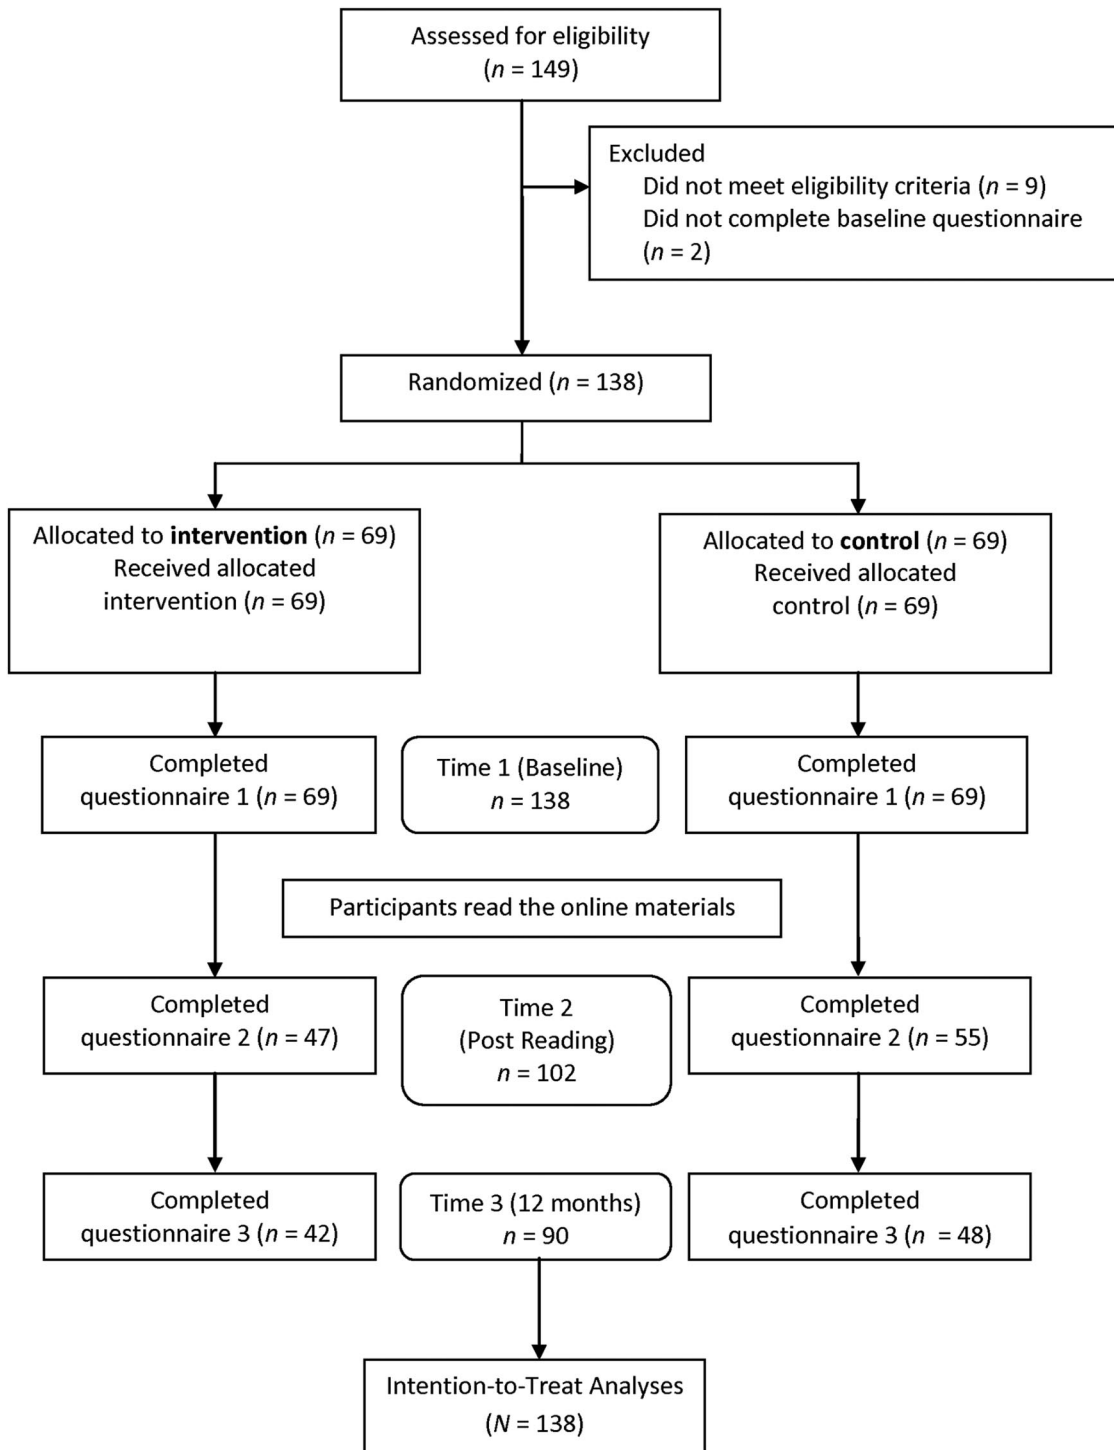 Assessed for eligibility
(n = 149)
Excluded
Did not meet eligibility criteria (n = 9)
Did not complete baseline questionnaire
(n = 2)
Randomized (n = 138)
Allocated to intervention (n = 69)
Received allocated
intervention (n = 69)
Allocated to control (n = 69)
Received allocated
control (n = 69)
Completed
questionnaire 1 (n = 69)
Time 1 (Baseline)
n = 138
Completed
questionnaire 1 (n = 69)
Participants read the online materials
Completed
questionnaire 2 (n = 47)
Time 2
(Post Reading)
n = 102
Completed
questionnaire 2 (n = 55)
Completed
questionnaire 3 (n = 42)
Time 3 (12 months)
n = 90
Completed
questionnaire 3 (n = 48)
Intention-to-Treat Analyses
(N = 138)